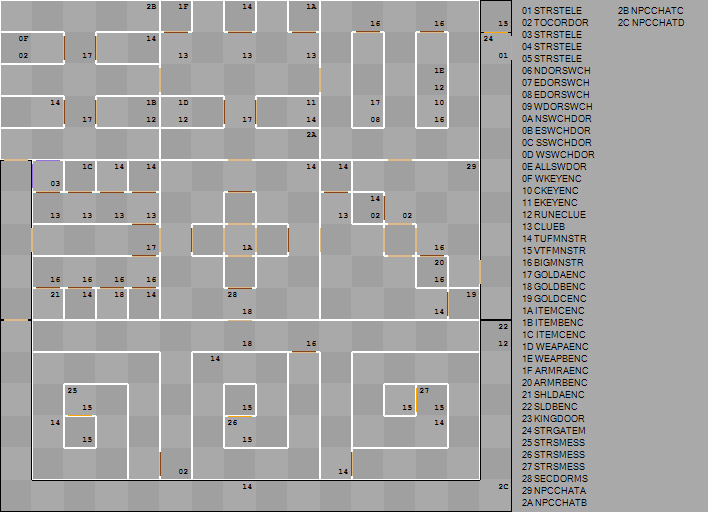 2B 1F 14 1A
16 16 15
0F 14 24
02 17 13 13 13 01
1E
12
14 1B 1D 11 17 10
17 12 12 17 14 08 16
2A
1C 14 14 14 14 29
03
14
13 13 13 13 13 02 02
17 1A 16
20
16 16 16 16 16
21 14 18 14 28 19
18 14
22
18 16 12
14
25 27
15 15 15 15
14 26 14
15 15
02 14
14 2C
01 STRSTELE
02 TOCORDOR
03 STRSTELE
04 STRSTELE
05 STRSTELE
06 NDORSWCH
07 EDORSWCH
08 EDORSWCH
09 WDORSWCH
0A NSWCHDOR
0B ESWCHDOR
0C SSWCHDOR
0D WSWCHDOR
0E ALLSWDOR
0F WKEYENC
10 CKEYENC
11 EKEYENC
12 RUNECLUE
13 CLUEB
14 TUFMNSTR
15 VTFMNSTR
16 BIGMNSTR
17 GOLDAENC
18 GOLDBENC
19 GOLDCENC
1A ITEMCENC
1B ITEMBENC
1C ITEMCENC
1D WEAPAENC
1E WEAPBENC
1F ARMRAENC
20 ARMRBENC
21 SHLDAENC
22 SLDBENC
23 KINGDOOR
24 STRGATEM
25 STRSMESS
26 STRSMESS
27 STRSMESS
28 SECDORMS
29 NPCCHATA
2A NPCCHATB
2B NPCCHATC
2C NPCCHATD